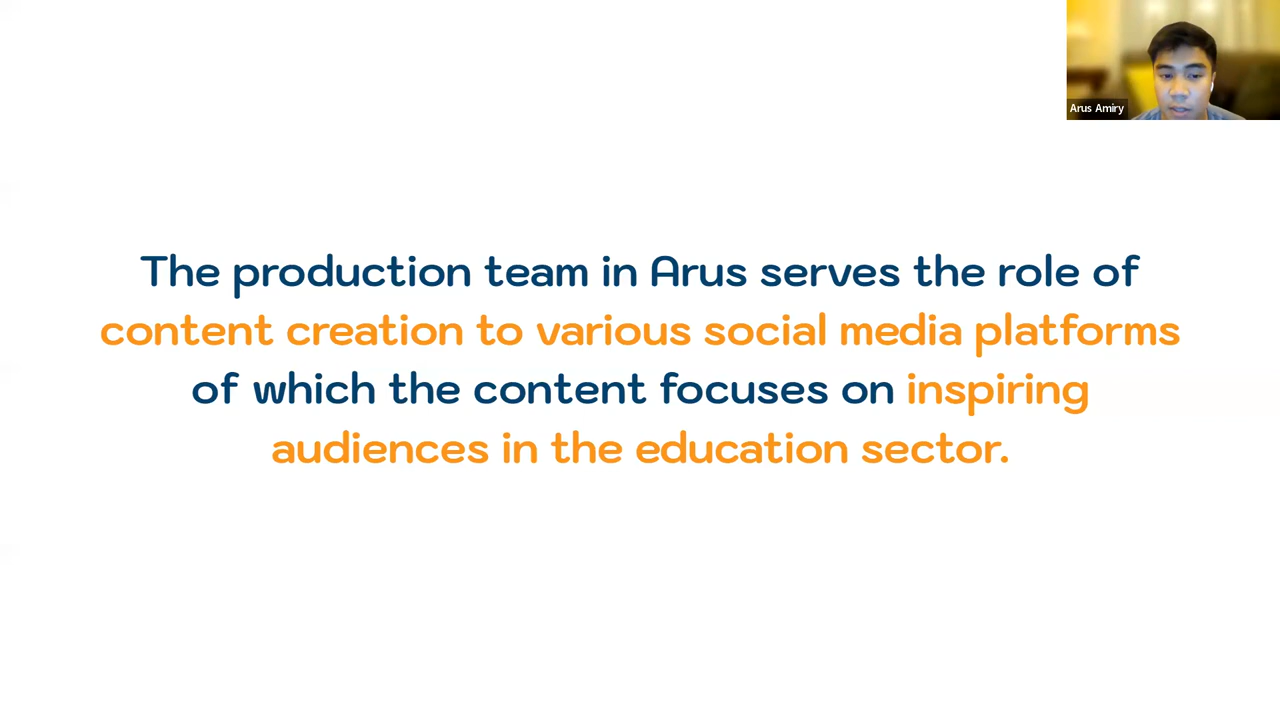 Arus Amiry
The production team in Arus serves the role of
content creation to various social media platforms
of which the content focuses on inspiring
audiences in the education sector.